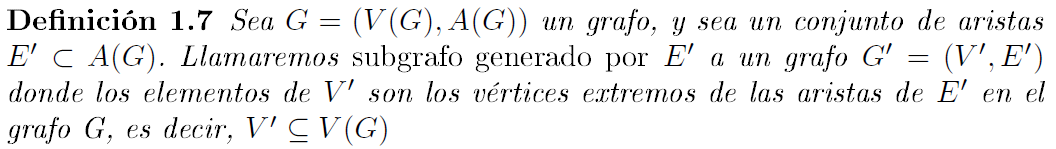 Definición 1.7 Sea G = (V(G), A(G)) un grafo, y sea un conjunto de aristas
E′ ⊂ A(G). Llamaremos subgrafo generado por E′ a un grafo G′ = (V′, E′)
donde los elementos de V′ son los vértices extremos de las aristas de E′ en el
grafo G, es decir, V′ ⊆ V(G)